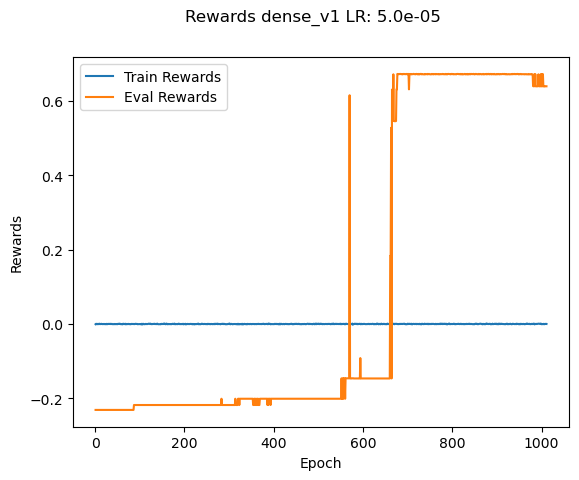 Rewards dense_v1 LR: 5.0e-05
Train Rewards
Eval Rewards
0.6
0.4
0.2
0.0
−0.2
Rewards
0 200 400 600 800 1000
Epoch